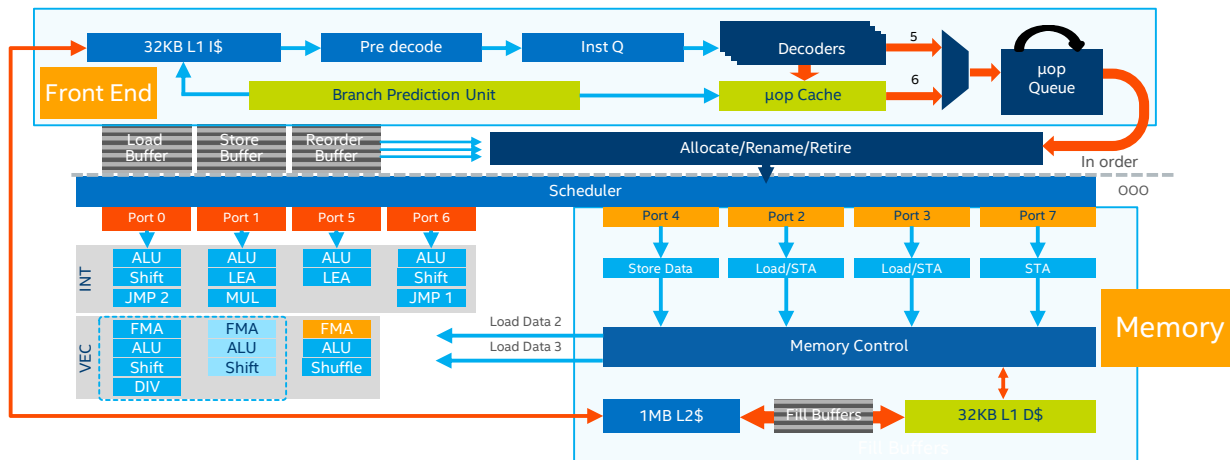 32KB L1 I$
Pre decode
Inst Q
Decoders
5
μop
Queue
Front End
Branch Prediction Unit
μop Cache
6
Load
Buffer
Store
Buffer
Reorder
Buffer
Allocate/Rename/Retire
In order
Scheduler
OOO
Port 0
Port 1
Port 5
Port 6
Port 4
Port 2
Port 3
Port 7
INT
ALU
Shift
JMP 2
ALU
LEA
MUL
ALU
LEA
ALU
Shift
JMP 1
Store Data
Load/STA
Load/STA
STA
VEC
FMA
ALU
Shift
DIV
FMA
ALU
Shift
FMA
ALU
Shuffle
Load Data 2
Load Data 3
Memory Control
Memory
1MB L2$
Fill Buffers
32KB L1 D$
Fill Buffers